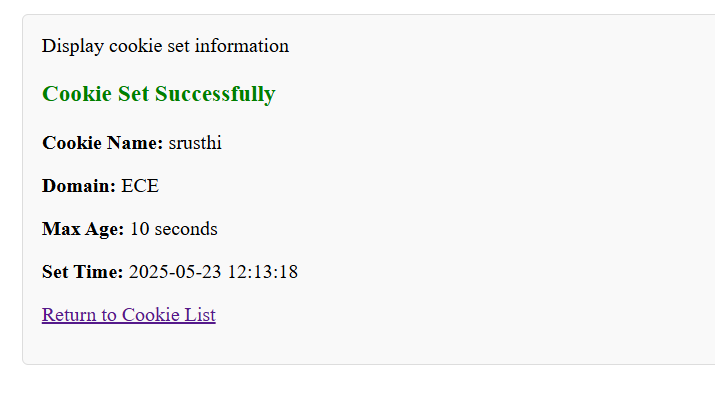 Display cookie set information
Cookie Set Successfully
Cookie Name: srusthi
Domain: ECE
Max Age: 10 seconds
Set Time: 2025-05-23 12:13:18
Return to Cookie List